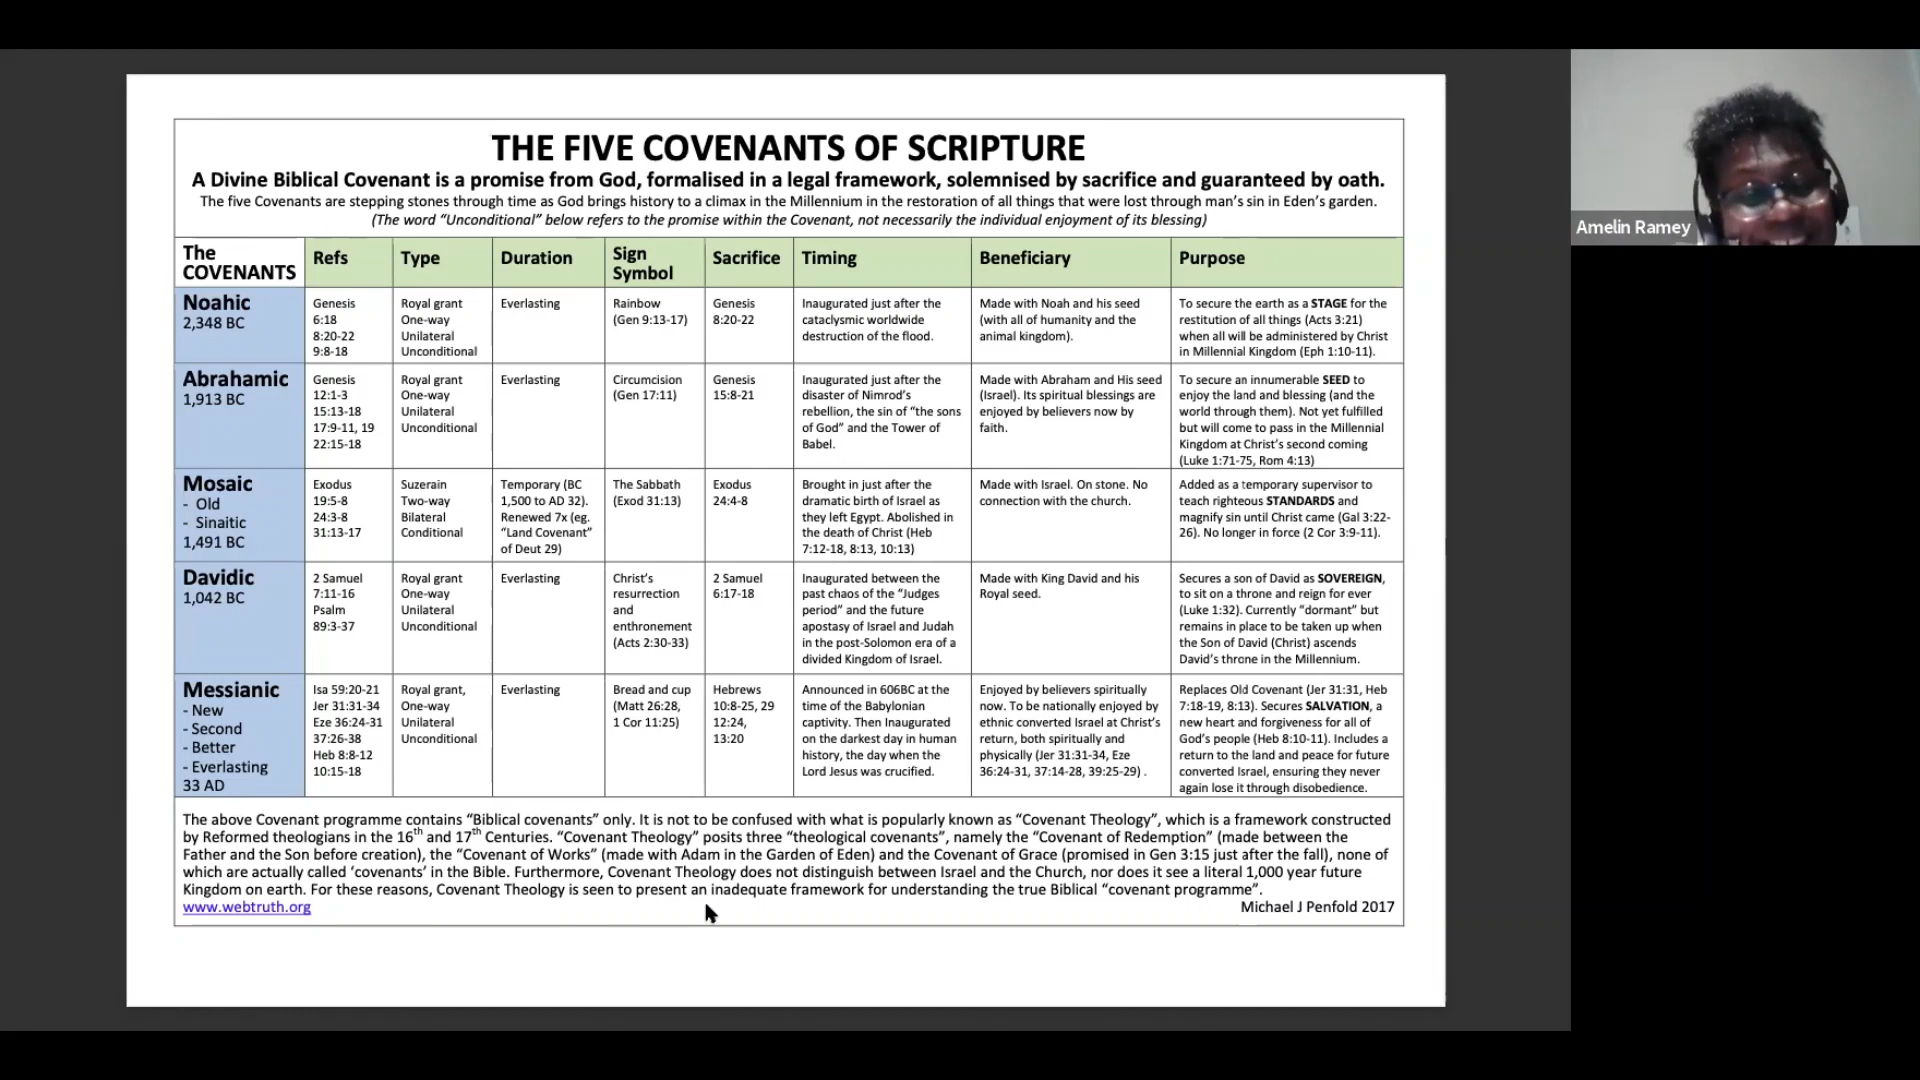 THE FIVE COVENANTS OF SCRIPTURE
A Divine Biblical Covenant is a promise from God, formalised in a legal framework, solemnised by sacrifice and guaranteed by oath.
The five Covenants are stepping stones through time as God brings history to a climax in the Millennium in the restoration of all things that were lost through man's sin in Eden's garden.
(The word “Unconditional” below refers to the promise within the Covenant, not necessarily the individual enjoyment of its blessing)
The
COVENANTS
Refs
Type
Duration
Sign
Symbol
Sacrifice
Timing
Beneficiary
Purpose
Noahic
2,348 BC
Genesis
6:18
8:20-22
9:8-18
Royal grant
One-way
Unilateral
Unconditional
Everlasting
Rainbow
(Gen 9:13-17)
Genesis
8:20-22
Inaugurated just after the
cataclysmic worldwide
destruction of the flood.
Made with Noah and his seed
(with all of humanity and the
animal kingdom).
To secure the earth as a STAGE for the
restitution of all things (Acts 3:21)
when all will be administered by Christ
in Millennial Kingdom (Eph 1:10-11).
Abrahamic
1,913 BC
Genesis
12:1-3
15:13-18
17:9-11, 19
22:15-18
Royal grant
One-way
Unilateral
Unconditional
Everlasting
Circumcision
(Gen 17:11)
Genesis
15:8-21
Inaugurated just after the
disaster of Nimrod's
rebellion, the sin of “the sons
of God” and the Tower of
Babel.
Made with Abraham and His seed
(Israel). Its spiritual blessings are
enjoyed by believers now by
faith.
To secure an innumerable SEED to
enjoy the land and blessing (and the
world through them). Not yet fulfilled
but will come to pass in the Millennial
Kingdom at Christ's second coming
(Luke 1:71-75, Rom 4:13)
Mosaic
- Old
- Sinaitic
1,491 BC
Exodus
19:5-8
24:3-8
31:13-17
Suzerain
Two-way
Bilateral
Conditional
Temporary (BC
1,500 to AD 32).
Renewed 7x (eg.
“Land Covenant”
of Deut 29)
The Sabbath
(Exod 31:13)
Exodus
24:4-8
Brought in just after the
dramatic birth of Israel as
they left Egypt. Abolished in
the death of Christ (Heb
7:12-18, 8:13, 10:13)
Made with Israel. On stone. No
connection with the church.
Added as a temporary supervisor to
teach righteous STANDARDS and
magnify sin until Christ came (Gal 3:22-
26). No longer in force (2 Cor 3:9-11).
Davidic
1,042 BC
2 Samuel
7:11-16
Psalm
89:3-37
Royal grant
One-way
Unilateral
Unconditional
Everlasting
Christ's
resurrection
and
enthronement
(Acts 2:30-33)
2 Samuel
6:17-18
Inaugurated between the
past chaos of the “Judges
period” and the future
apostasy of Israel and Judah
in the post-Solomon era of a
divided Kingdom of Israel.
Made with King David and his
Royal seed.
Secures a son of David as SOVEREIGN,
to sit on a throne and reign for ever
(Luke 1:32). Currently “dormant” but
remains in place to be taken up when
the Son of David (Christ) ascends
David's throne in the Millennium.
Messianic
- New
- Second
- Better
- Everlasting
33 AD
Isa 59:20-21
Jer 31:31-34
Eze 36:24-31
37:26-38
Heb 8:8-12
10:15-18
Royal grant,
One-way
Unilateral
Unconditional
Everlasting
Bread and cup
(Matt 26:28,
1 Cor 11:25)
Hebrews
10:8-25, 29
12:24,
13:20
Announced in 606BC at the
time of the Babylonian
captivity. Then Inaugurated
on the darkest day in human
history, the day when the
Lord Jesus was crucified.
Enjoyed by believers spiritually
now. To be nationally enjoyed by
ethnic converted Israel at Christ's
return, both spiritually and
physically (Jer 31:31-34, Eze
36:24-31, 37:14-28, 39:25-29) .
Replaces Old Covenant (Jer 31:31, Heb
7:18-19, 8:13). Secures SALVATION, a
new heart and forgiveness for all of
God's people (Heb 8:10-11). Includes a
return to the land and peace for future
converted Israel, ensuring they never
again lose it through disobedience.
The above Covenant programme contains “Biblical covenants” only. It is not to be confused with what is popularly known as “Covenant Theology”, which is a framework constructed
by Reformed theologians in the 16th and 17th Centuries. “Covenant Theology” posits three “theological covenants”, namely the “Covenant of Redemption” (made between the
Father and the Son before creation), the “Covenant of Works” (made with Adam in the Garden of Eden) and the Covenant of Grace (promised in Gen 3:15 just after the fall), none of
which are actually called ‘covenants’ in the Bible. Furthermore, Covenant Theology does not distinguish between Israel and the Church, nor does it see a literal 1,000 year future
Kingdom on earth. For these reasons, Covenant Theology is seen to present an inadequate framework for understanding the true Biblical “covenant programme”.
www.webtruth.org
Michael J Penfold 2017
Amelin Ramey